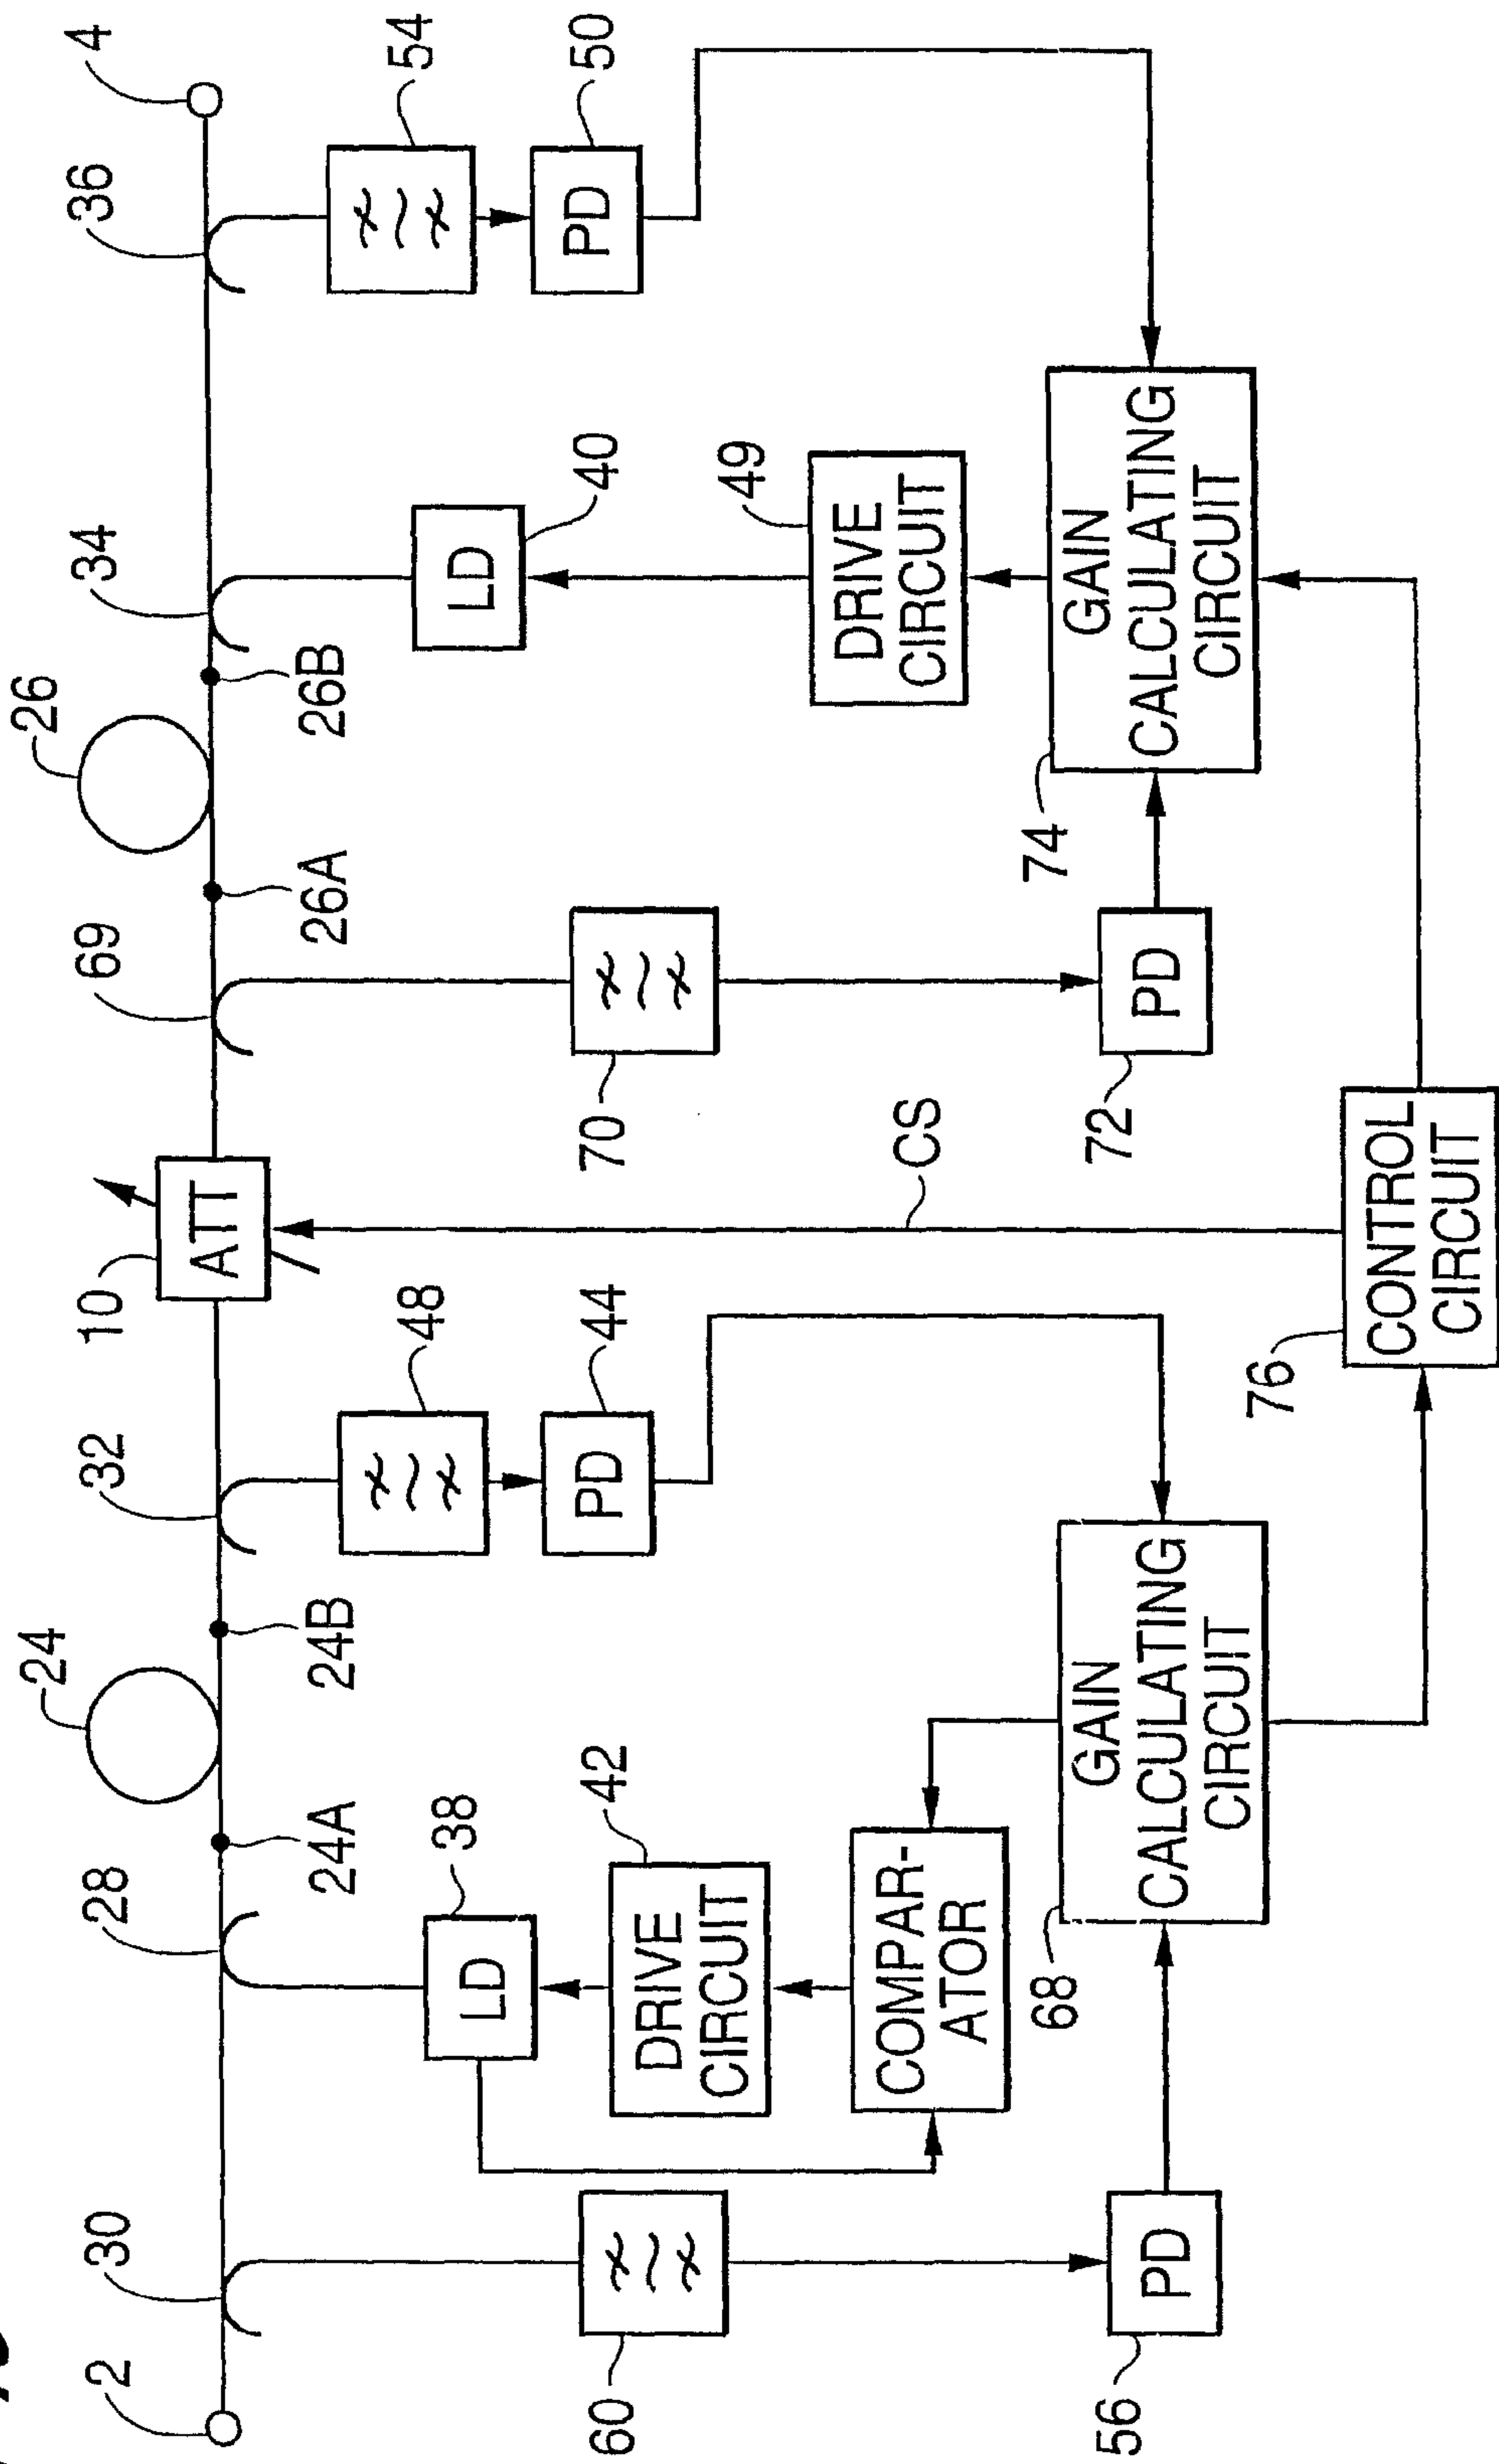 2
30
28
24A
24
24B
32
10
ATT
69
26A
26
26B
34
36
4
60
56
PD
38
LD
42
DRIVE
CIRCUIT
COMPAR-
ATOR
68
GAIN
CALCULATING
CIRCUIT
48
44
PD
CS
76
CONTROL
CIRCUIT
70
72
PD
74
GAIN
CALCULATING
CIRCUIT
49
DRIVE
CIRCUIT
40
LD
54
50
PD